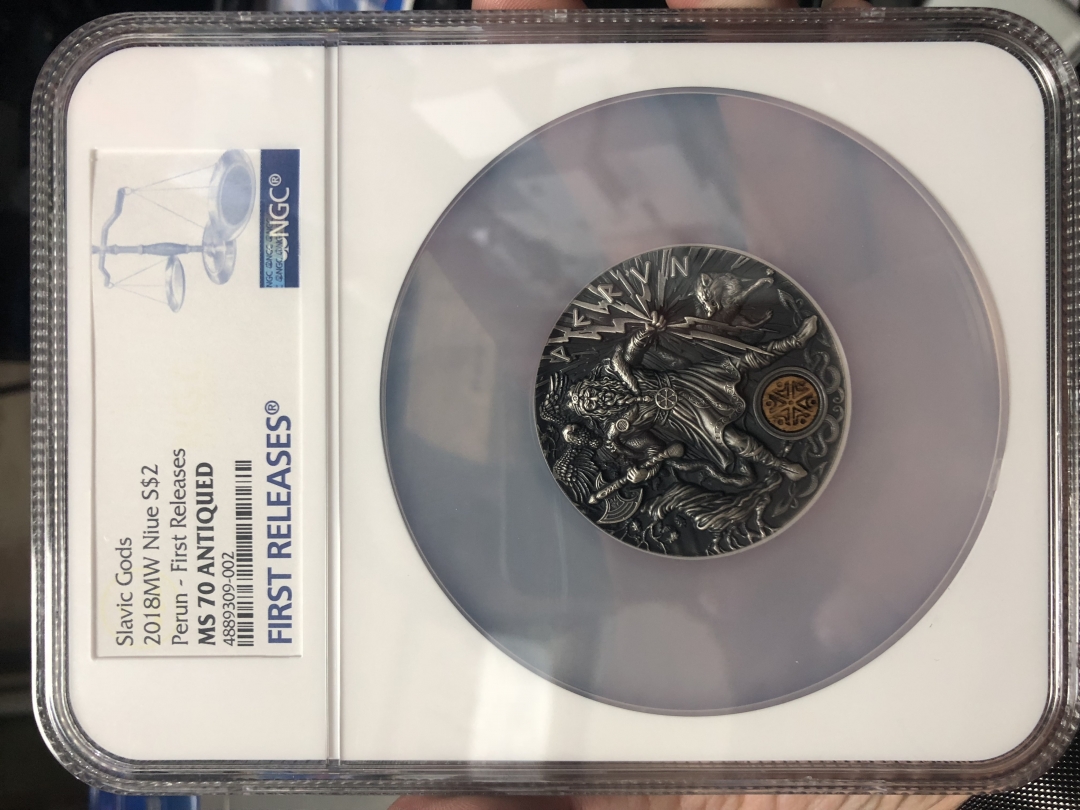 Slavic Gods
2018MW Niue S$2
Perun - First Releases
MS 70 ANTIQUED
4889309-002
FIRST RELEASES®
NGC®